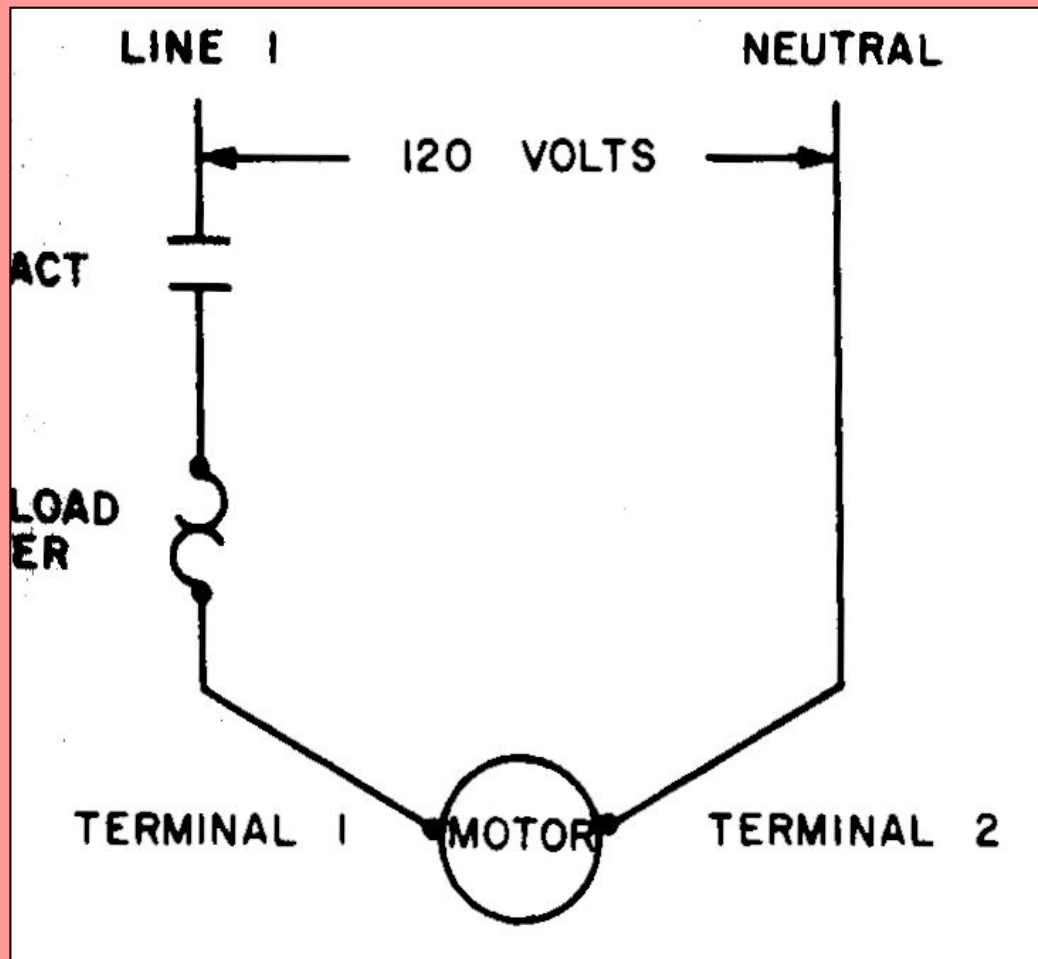 LINE 1
NEUTRAL
120 VOLTS
ACT
LOAD
ER
TERMINAL 1
MOTOR
TERMINAL 2